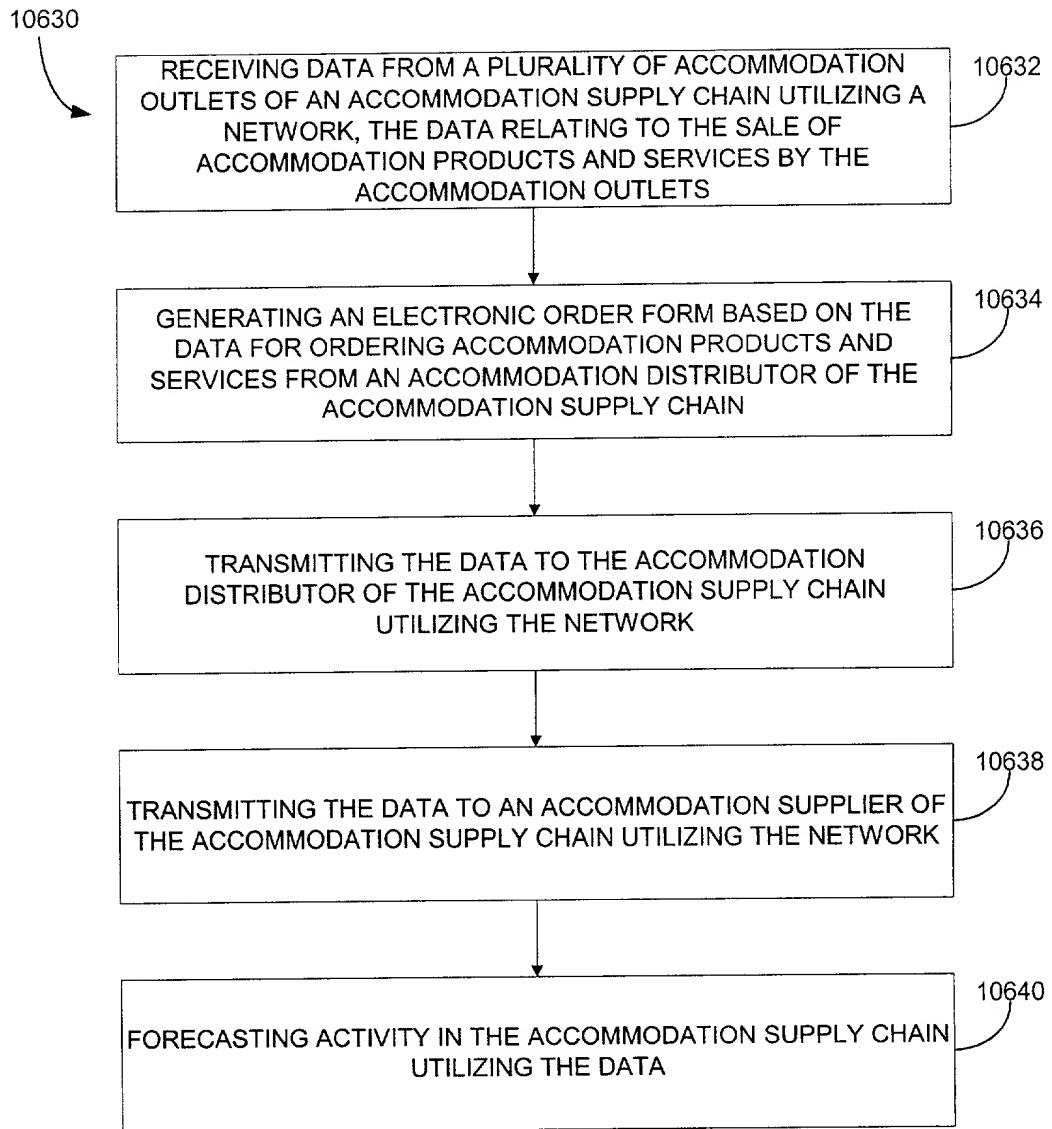 10630
RECEIVING DATA FROM A PLURALITY OF ACCOMMODATION
OUTLETS OF AN ACCOMMODATION SUPPLY CHAIN UTILIZING A
NETWORK, THE DATA RELATING TO THE SALE OF
ACCOMMODATION PRODUCTS AND SERVICES BY THE
ACCOMMODATION OUTLETS
10632
GENERATING AN ELECTRONIC ORDER FORM BASED ON THE
DATA FOR ORDERING ACCOMMODATION PRODUCTS AND
SERVICES FROM AN ACCOMMODATION DISTRIBUTOR OF THE
ACCOMMODATION SUPPLY CHAIN
10634
TRANSMITTING THE DATA TO THE ACCOMMODATION
DISTRIBUTOR OF THE ACCOMMODATION SUPPLY CHAIN
UTILIZING THE NETWORK
10636
TRANSMITTING THE DATA TO AN ACCOMMODATION SUPPLIER
OF THE ACCOMMODATION SUPPLY CHAIN UTILIZING THE NETWORK
10638
FORECASTING ACTIVITY IN THE ACCOMMODATION SUPPLY CHAIN
UTILIZING THE DATA
10640